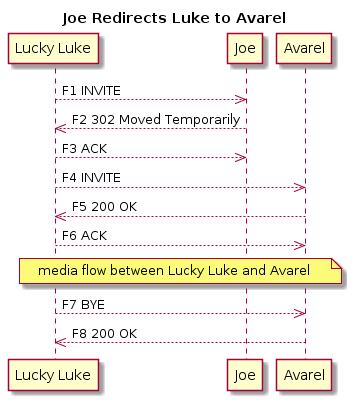 Joe Redirects Luke to Avarel
Lucky Luke Joe Avarel
F1 INVITE
F2 302 Moved Temporarily
F3 ACK
F4 INVITE
F5 200 OK
F6 ACK
media flow between Lucky Luke and Avarel
F7 BYE
F8 200 OK
Lucky Luke Joe Avarel